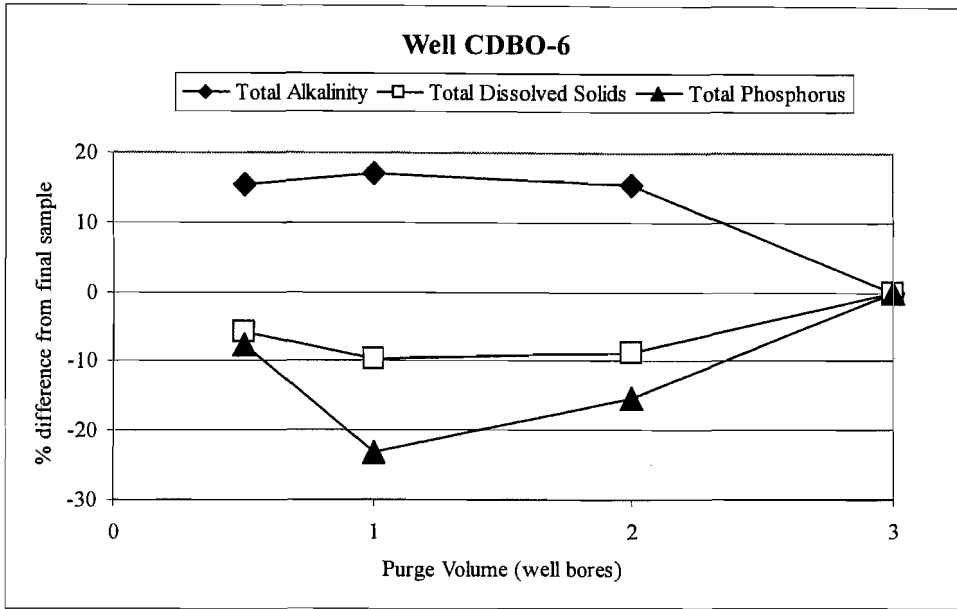 Well CDBO-6
Total Alkalinity Total Dissolved Solids Total Phosphorus
% difference from final sample
20
10
0
-10
-20
-30
0 1 2 3
Purge Volume (well bores)